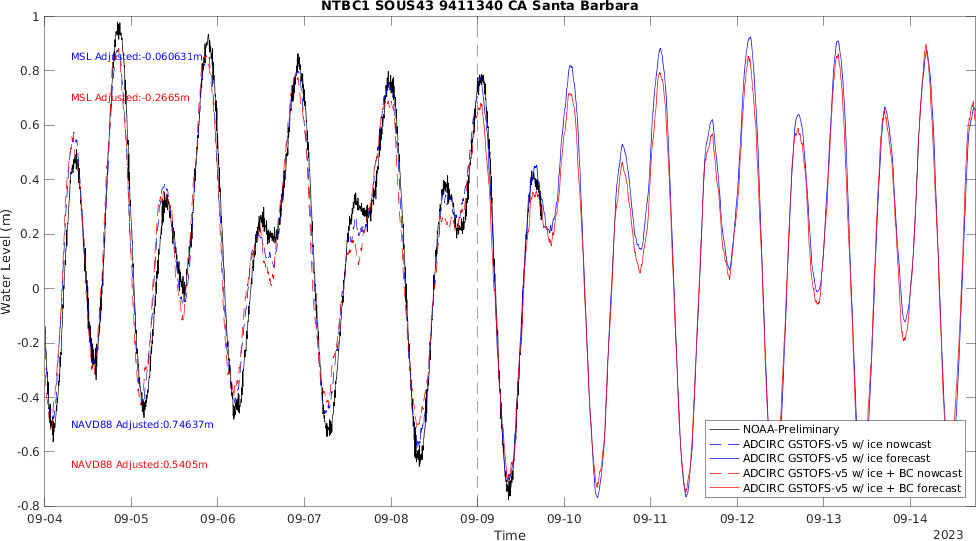 NTBC1 SOUS43 9411340 CA Santa Barbara
1
0.8
0.6
0.4
0.2
0
-0.2
-0.4
-0.6
-0.8
Water Level (m)
MSL Adjusted:-0.060631m
MSL Adjusted:-0.2665m
NAVD88 Adjusted:0.74637m
NAVD88 Adjusted:0.5405m
NOAA-Preliminary
ADCIRC GSTOFS-v5 w/ ice nowcast
ADCIRC GSTOFS-v5 w/ ice forecast
ADCIRC GSTOFS-v5 w/ ice + BC nowcast
ADCIRC GSTOFS-v5 w/ ice + BC forecast
09-04 09-05 09-06 09-07 09-08 09-09 09-10 09-11 09-12 09-13 09-14
Time
2023